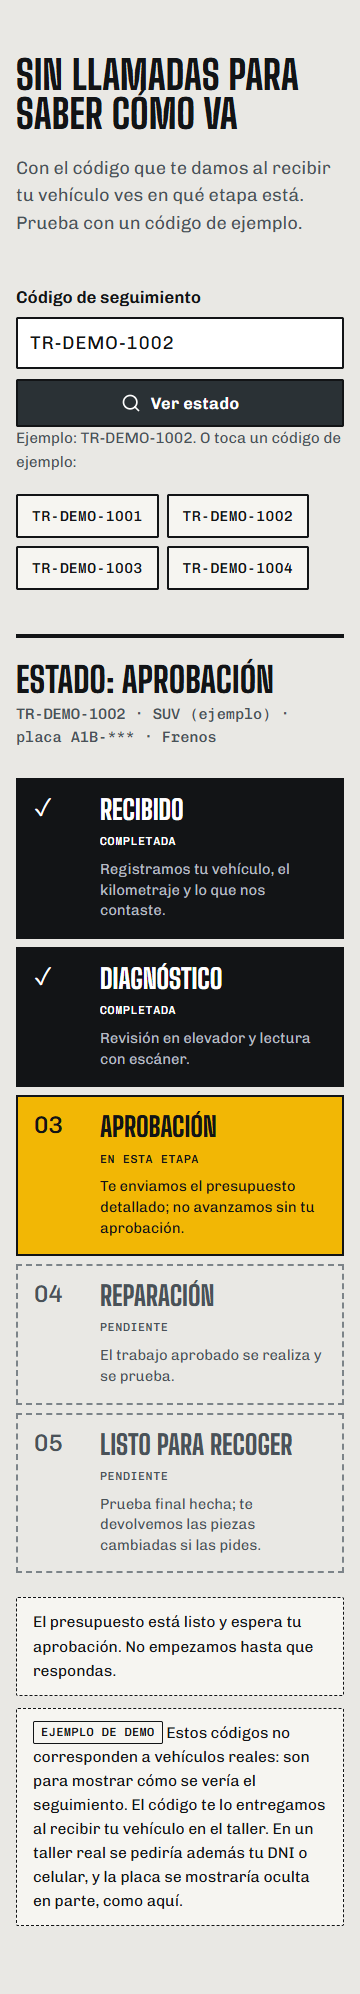 SIN LLAMADAS PARA
SABER CÓMO VA
Con el código que te damos al recibir
tu vehículo ves en qué etapa está.
Prueba con un código de ejemplo.
Código de seguimiento
TR-DEMO-1002
Ver estado
Ejemplo: TR-DEMO-1002. O toca un código de
ejemplo:
TR-DEMO-1001
TR-DEMO-1002
TR-DEMO-1003
TR-DEMO-1004
ESTADO: APROBACIÓN
TR-DEMO-1002 · SUV (ejemplo) ·
placa A1B-*** · Frenos
✓ RECIBIDO
COMPLETADA
Registramos tu vehículo, el
kilometraje y lo que nos
contaste.
✓ DIAGNÓSTICO
COMPLETADA
Revisión en elevador y lectura
con escáner.
03 APROBACIÓN
EN ESTA ETAPA
Te enviamos el presupuesto
detallado; no avanzamos sin tu
aprobación.
04 REPARACIÓN
PENDIENTE
El trabajo aprobado se realiza y
se prueba.
05 LISTO PARA RECOGER
PENDIENTE
Prueba final hecha; te
devolvemos las piezas
cambiadas si las pides.
El presupuesto está listo y espera tu
aprobación. No empezamos hasta que
respondas.
EJEMPLO DE DEMO Estos códigos no
corresponden a vehículos reales: son
para mostrar cómo se vería el
seguimiento. El código te lo entregamos
al recibir tu vehículo en el taller. En un
taller real se pediría además tu DNI o
celular, y la placa se mostraría oculta
en parte, como aquí.